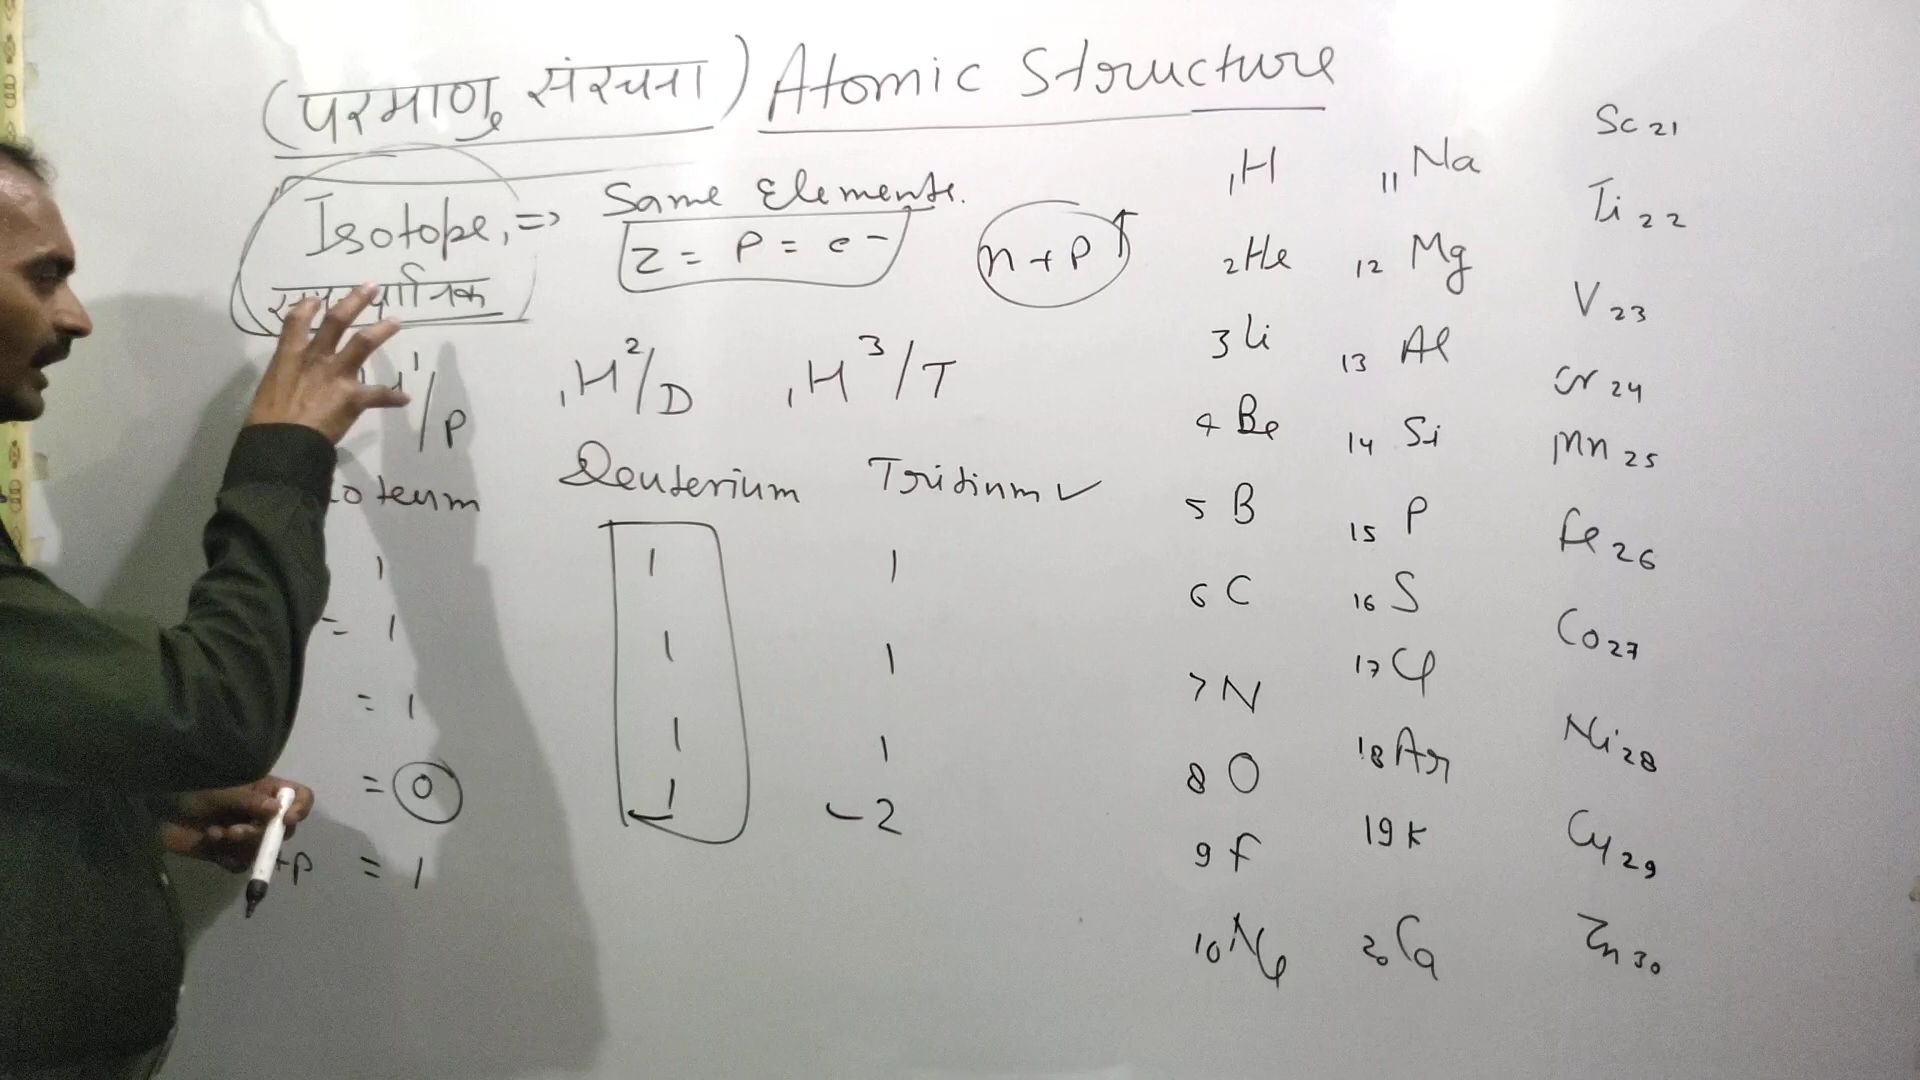 (परमाणु संरचना) Atomic Structure
Isotope, => Same Elements.
z = P = e-
n+P↑
1H1/P 1H2/D 1H3/T
Deuterium Tritium ✓
1 1 1
= 1 1 1
= 1 1 1
= 0 1 - 2
+P = 1
1H
2He
3Li
4Be
5B
6C
7N
8O
9F
10Ne
11Na
12Mg
13Al
14Si
15P
16S
17Cl
18Ar
19K
20Ca
Sc21
Ti22
V23
Cr24
Mn25
Fe26
Co27
Ni28
Cu29
Zn30